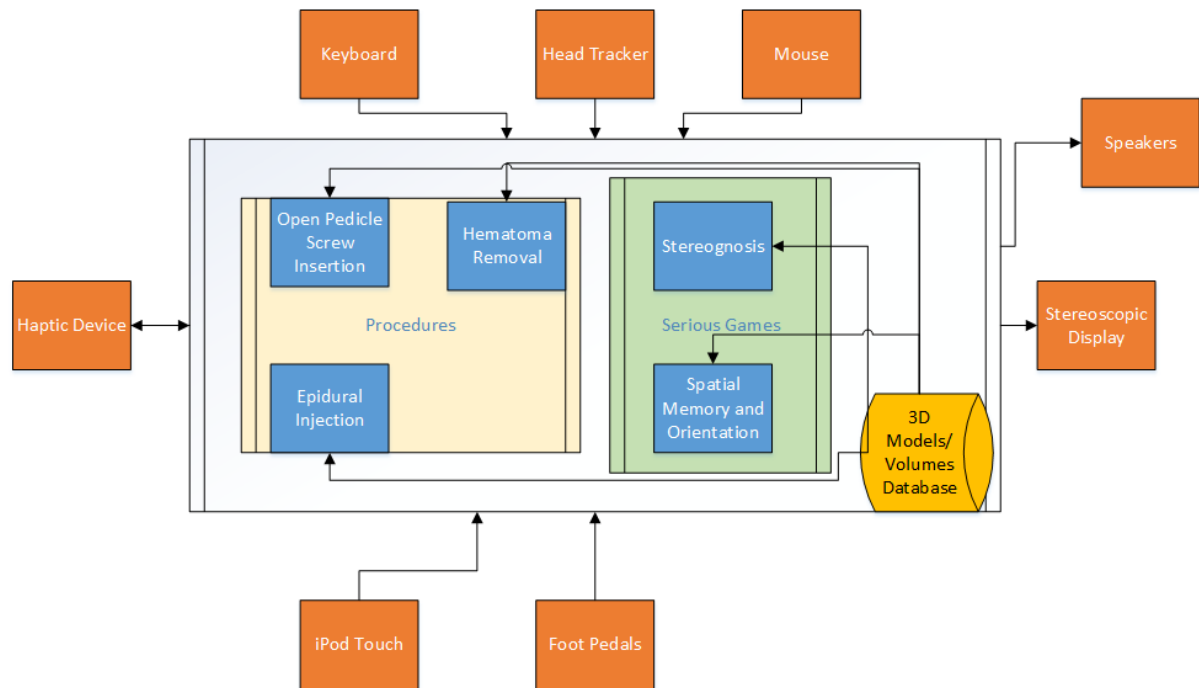 Keyboard
Head Tracker
Mouse
Speakers
Open Pedicle
Screw
Insertion
Hematoma
Removal
Stereognosis
Haptic Device
Procedures
Serious Games
Stereoscopic
Display
Epidural
Injection
Spatial
Memory and
Orientation
3D
Models/
Volumes
Database
iPod Touch
Foot Pedals